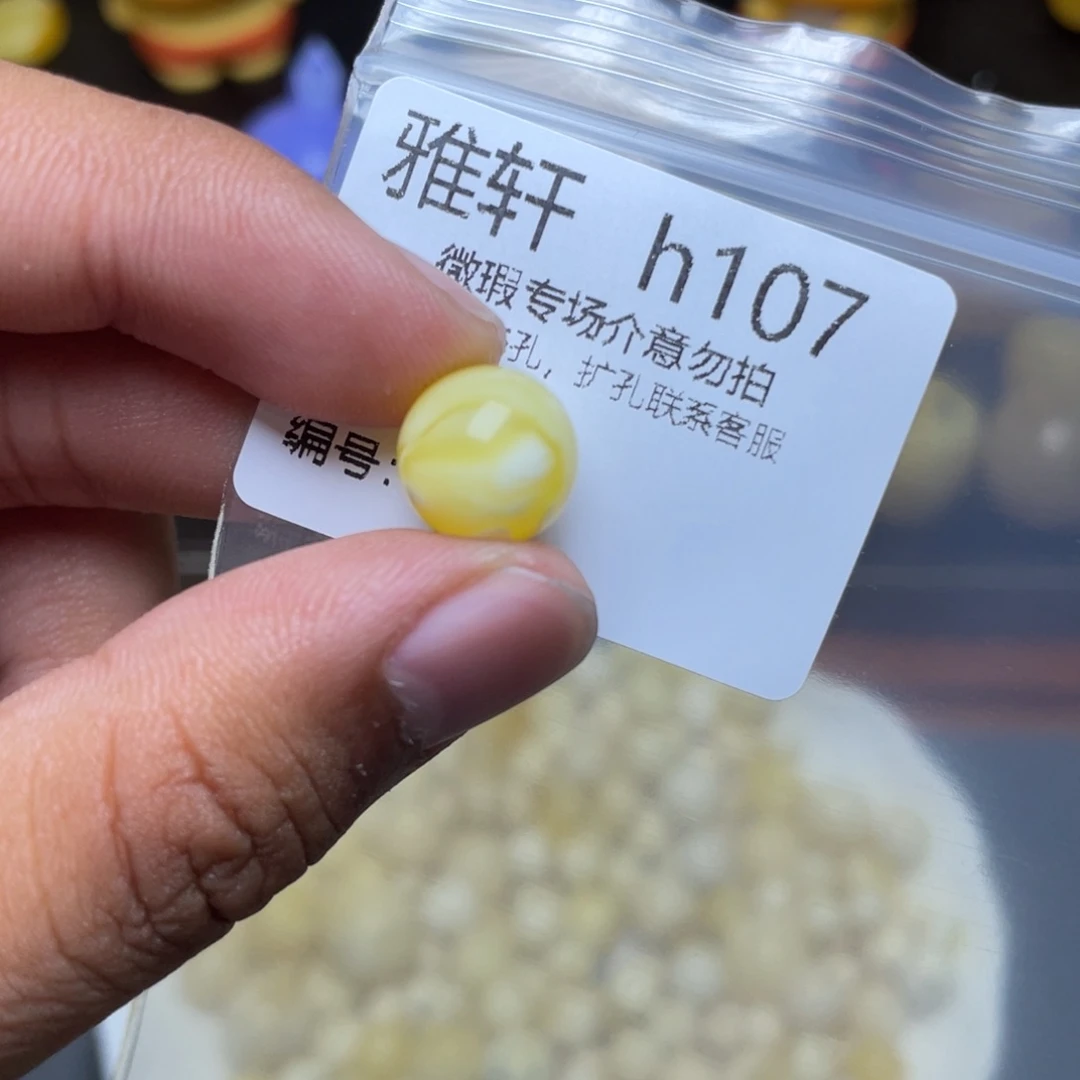 雅轩 h107
微瑕专场介意勿拍
孔，扩孔联系客服
编号：